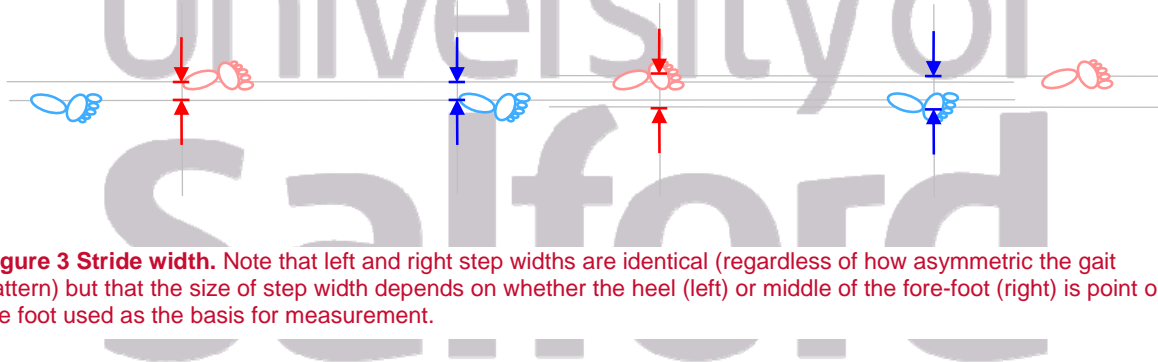 University of
Salford
gure 3 Stride width. Note that left and right step widths are identical (regardless of how asymmetric the gait
attern) but that the size of step width depends on whether the heel (left) or middle of the fore-foot (right) is point o
e foot used as the basis for measurement.